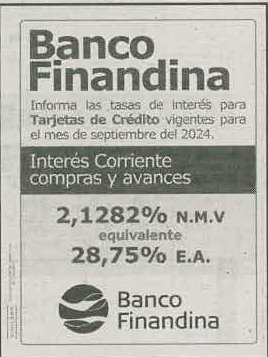 Banco
Finandina
Informa las tasas de interés para
Tarjetas de Crédito vigentes para
el mes de septiembre del 2024.
Interés Corriente
compras y avances
2,1282% N.M.V
equivalente
28,75% E.A.
Banco
Finandina